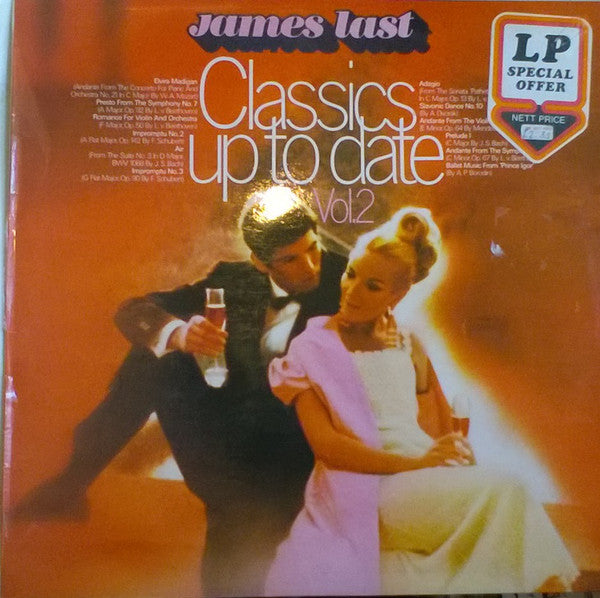 james last
Classics
up to date
Vol.2
Elvira Madigan
(Andante From The Concerto For Piano And
Orchestra No. 21 In C Major By W. A. Mozart)
Presto From The Symphony No. 7
(A Major, Op. 92 By L. v. Beethoven)
Romance For Violin And Orchestra
(F Major, Op. 50 By L. v. Beethoven)
Impromptu No. 2
(A Flat Major, Op. 142 By F. Schubert)
Air
(From The Suite No. 3 In D Major,
BWV 1068 By J. S. Bach)
Impromptu No. 3
(G Flat Major, Op. 90 By F. Schubert)
Adagio
(From The Sonata 'Pathét
In C Major, Op. 13 By L. v.
Slavonic Dance No. 10
(By A. Dvorák)
Andante From The Viol
(E Minor, Op. 64 By Mendel
Prelude I
(C Major By J. S. Bach)
Andante From The Sy
(C Minor, Op. 67 By L. v. Be
Ballet Music From 'Prince Igor'
(By A. P. Borodin)
LP
SPECIAL
OFFER
NETT PRICE